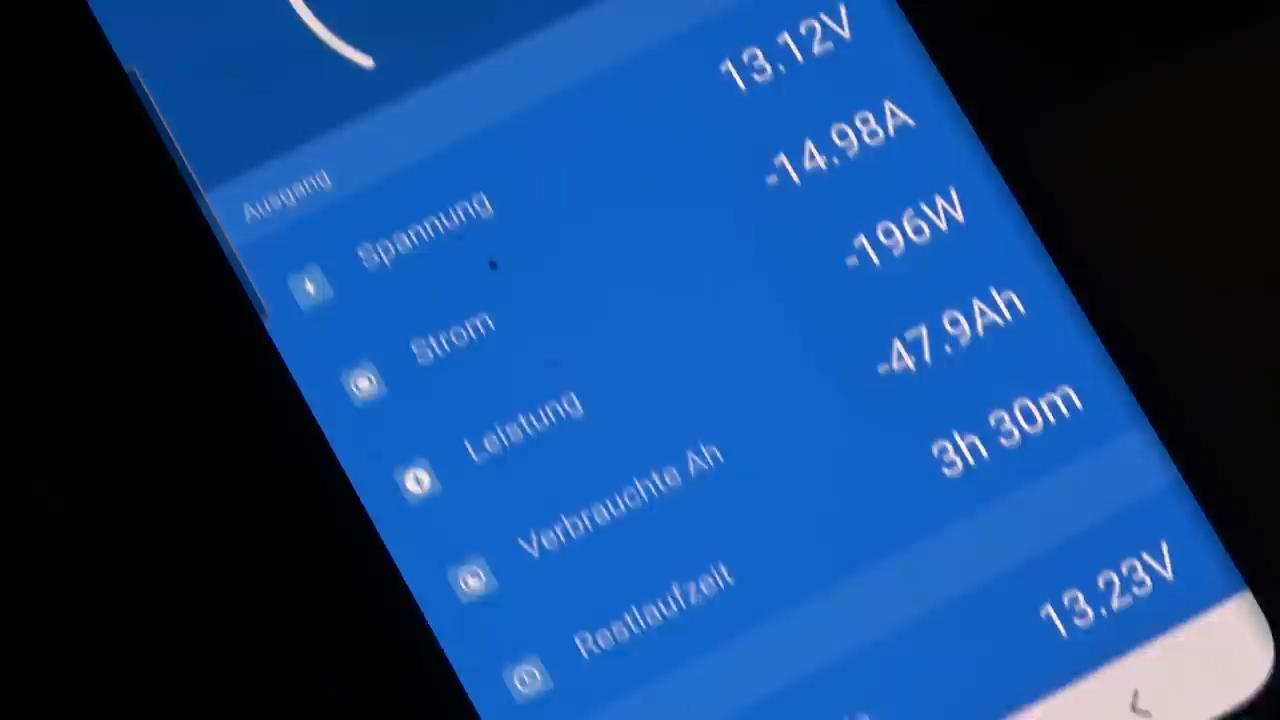 Ausgang
Spannung 13.12V
Strom -14.98A
Leistung -196W
Verbrauchte Ah -47.9Ah
Restlaufzeit 3h 30m
13.23V